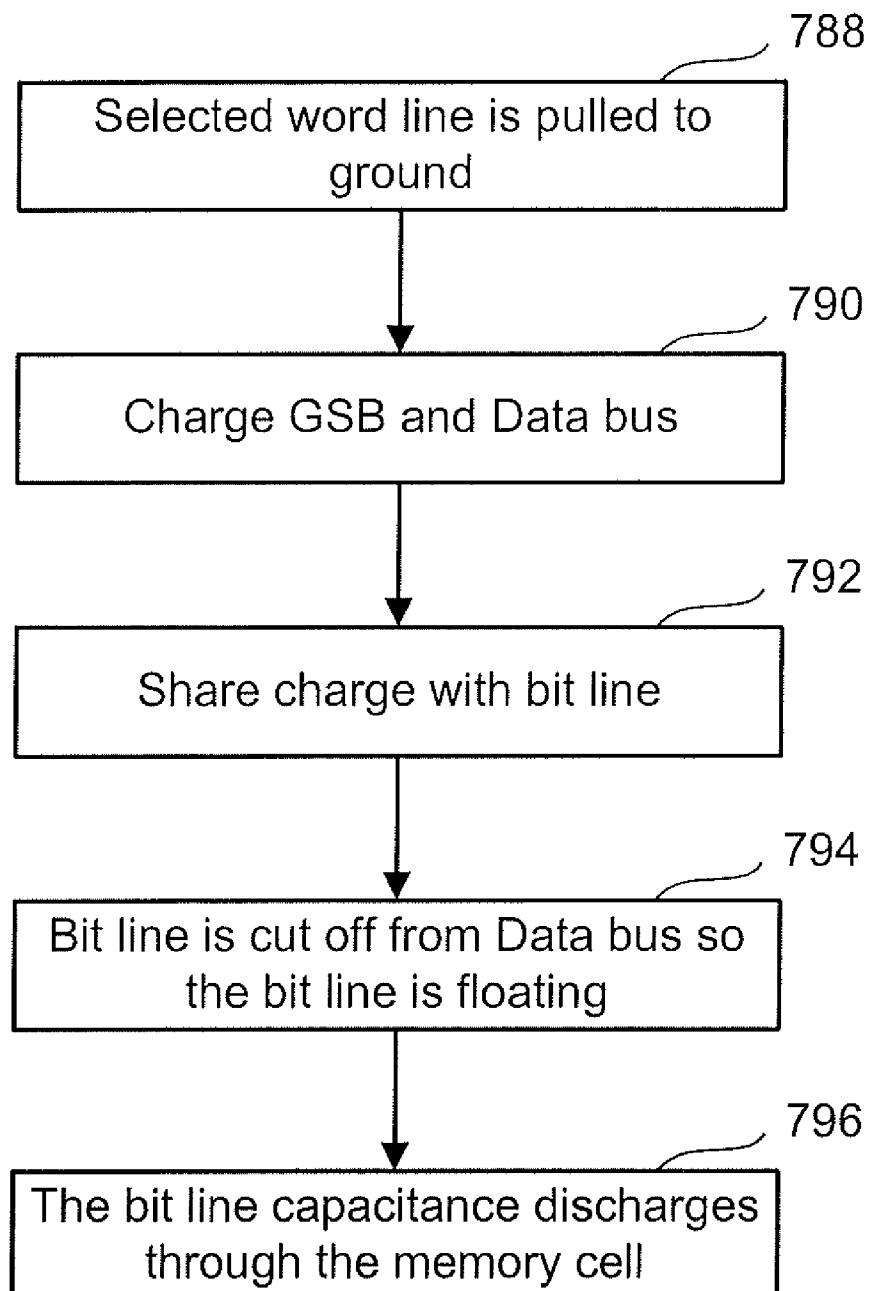 788
Selected word line is pulled to
ground
790
Charge GSB and Data bus
792
Share charge with bit line
794
Bit line is cut off from Data bus so
the bit line is floating
796
The bit line capacitance discharges
through the memory cell